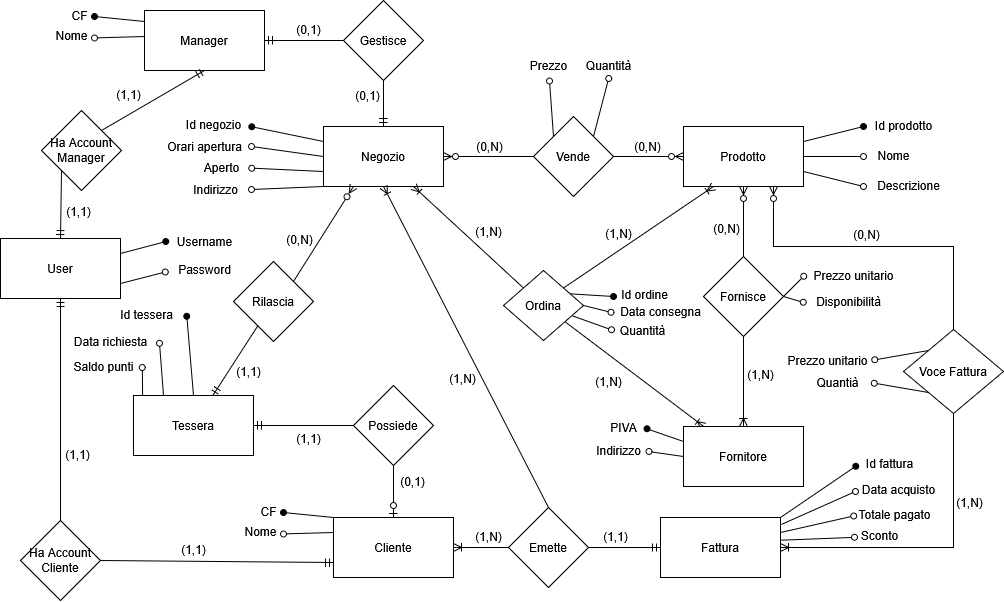 CF
Nome
Manager
(0,1)
Gestisce
(1,1)
(0,1)
Prezzo
Quantità
Ha Account
Manager
Id negozio
Orari apertura
Aperto
Indirizzo
Negozio
(0,N)
Vende
(0,N)
Prodotto
Id prodotto
Nome
Descrizione
(1,1)
Username
Password
User
(0,N)
(1,N)
(1,N)
(0,N)
(0,N)
Rilascia
Id ordine
Data consegna
Quantità
Ordina
Fornisce
Prezzo unitario
Disponibilità
Id tessera
Data richiesta
Saldo punti
(1,1)
(1,N)
(1,N)
(1,N)
Prezzo unitario
Quantià
Voce Fattura
Tessera
(1,1)
Possiede
PIVA
Indirizzo
Fornitore
(1,1)
(0,1)
Id fattura
Data acquisto
Totale pagato
Sconto
(1,N)
CF
Nome
Ha Account
Cliente
(1,1)
Cliente
(1,N)
Emette
(1,1)
Fattura